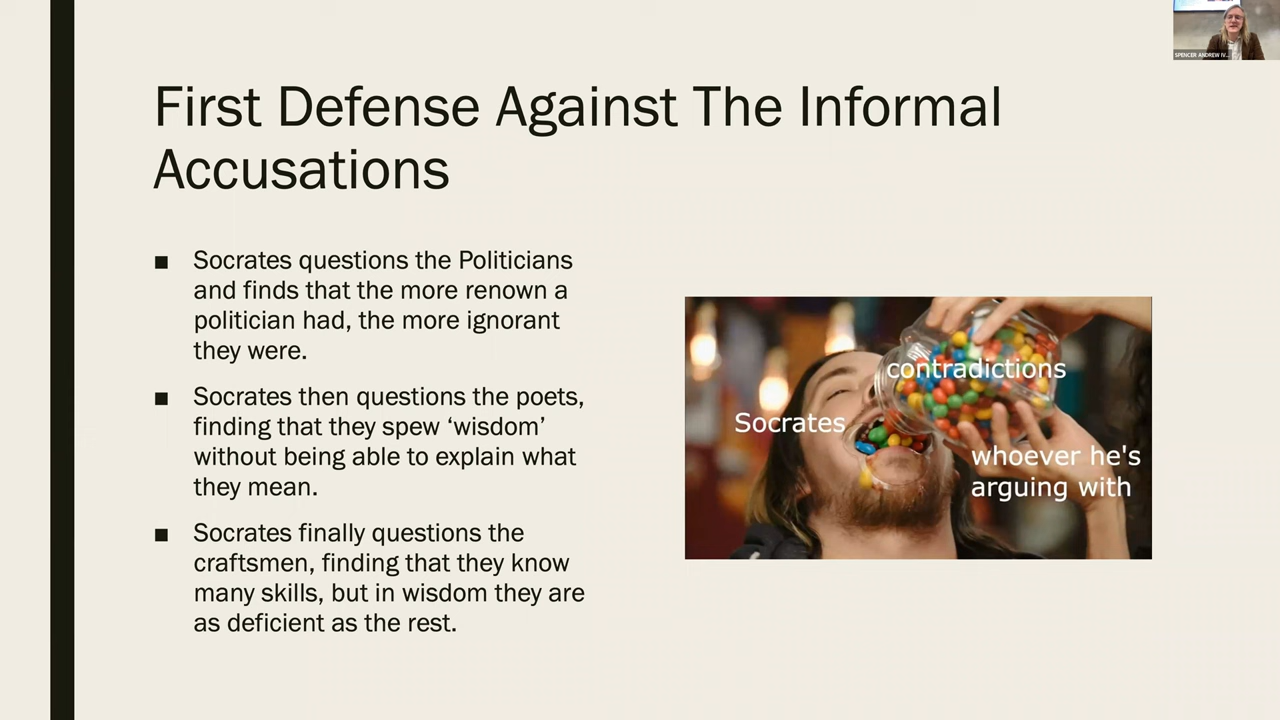 SPENCER ANDREW IV...
First Defense Against The Informal
Accusations
■ Socrates questions the Politicians
and finds that the more renown a
politician had, the more ignorant
they were.
■ Socrates then questions the poets,
finding that they spew ‘wisdom’
without being able to explain what
they mean.
■ Socrates finally questions the
craftsmen, finding that they know
many skills, but in wisdom they are
as deficient as the rest.
contradictions
Socrates
whoever he's
arguing with